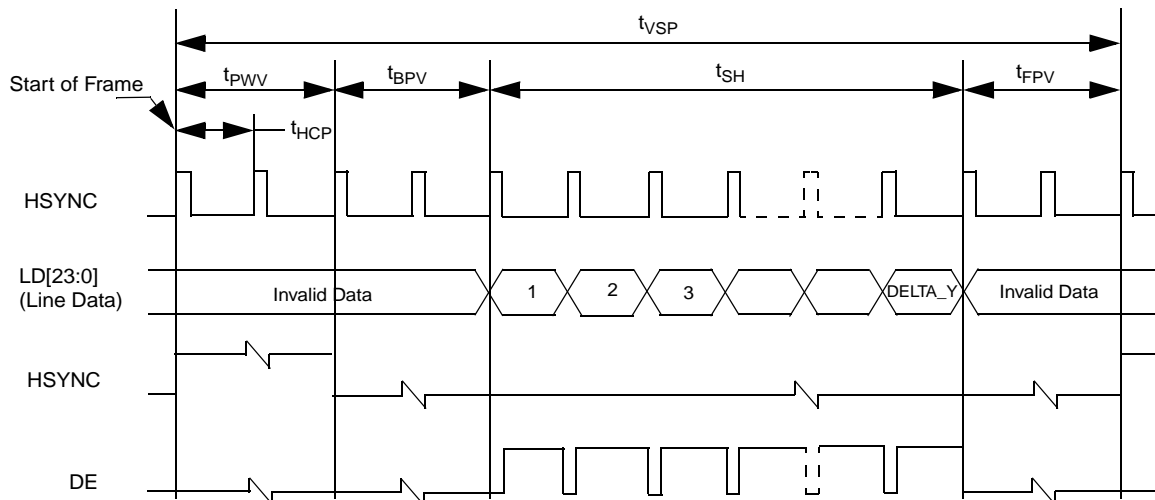 tVSP
tPWV tBPV tSH tFPV
Start of Frame
tHCP
HSYNC
LD[23:0]
(Line Data)
Invalid Data 1 2 3 DELTA_Y Invalid Data
HSYNC
DE